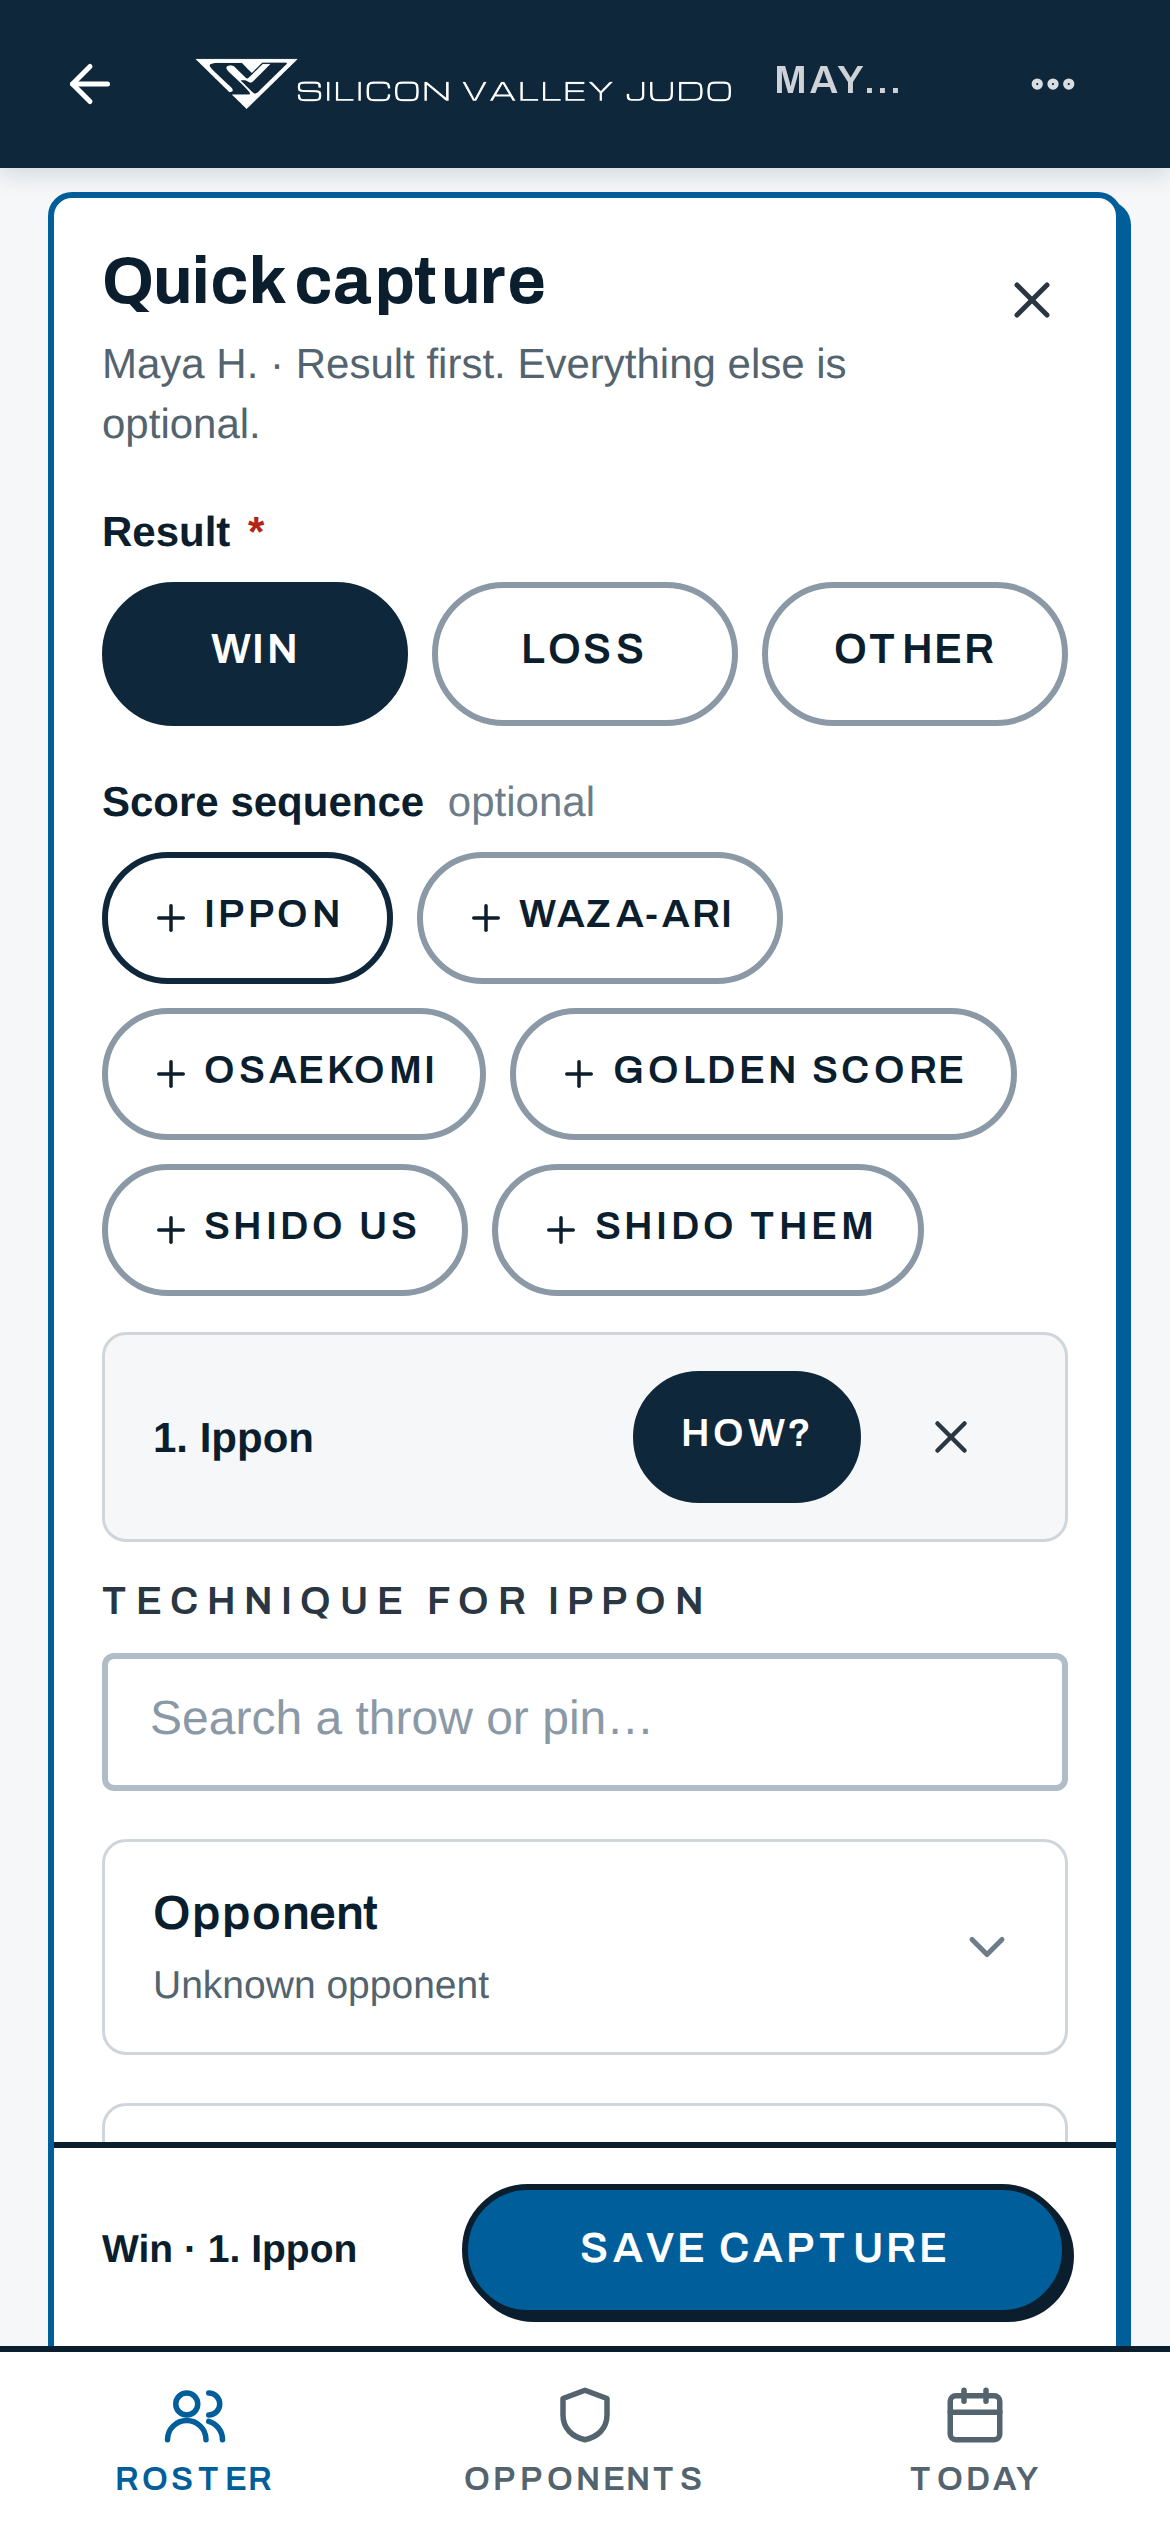 SILICON VALLEY JUDO MAY...
Quick capture
Maya H. · Result first. Everything else is
optional.
Result *
WIN LOSS OTHER
Score sequence optional
+ IPPON + WAZA-ARI
+ OSAEKOMI + GOLDEN SCORE
+ SHIDO US + SHIDO THEM
1. Ippon HOW?
TECHNIQUE FOR IPPON
Search a throw or pin...
Opponent
Unknown opponent
Win · 1. Ippon SAVE CAPTURE
ROSTER OPPONENTS TODAY